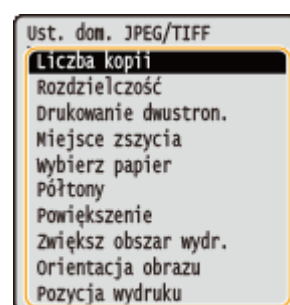 Ust. dom. JPEG/TIFF
Liczba kopii
Rozdzielczość
Drukowanie dwustron.
Miejsce zszycia
Wybierz papier
Półtony
Powiększenie
Zwiększ obszar wydr.
Orientacja obrazu
Pozycja wydruku